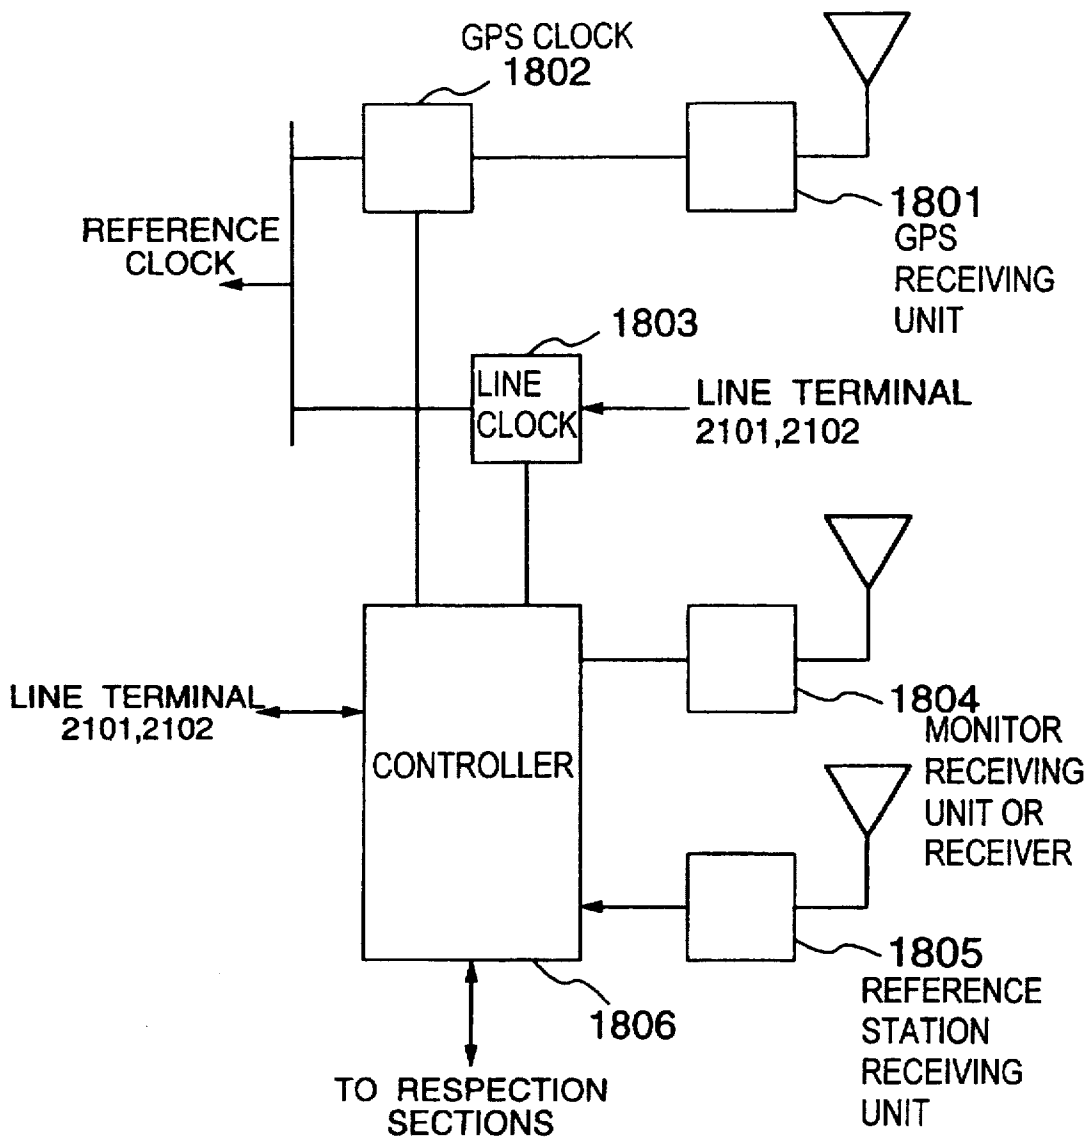 GPS CLOCK
1802
1801
GPS
RECEIVING
UNIT
REFERENCE
CLOCK
1803
LINE
CLOCK
LINE TERMINAL
2101,2102
LINE TERMINAL
2101,2102
CONTROLLER
1804
MONITOR
RECEIVING
UNIT OR
RECEIVER
1805
REFERENCE
STATION
RECEIVING
UNIT
1806
TO RESPECTION
SECTIONS